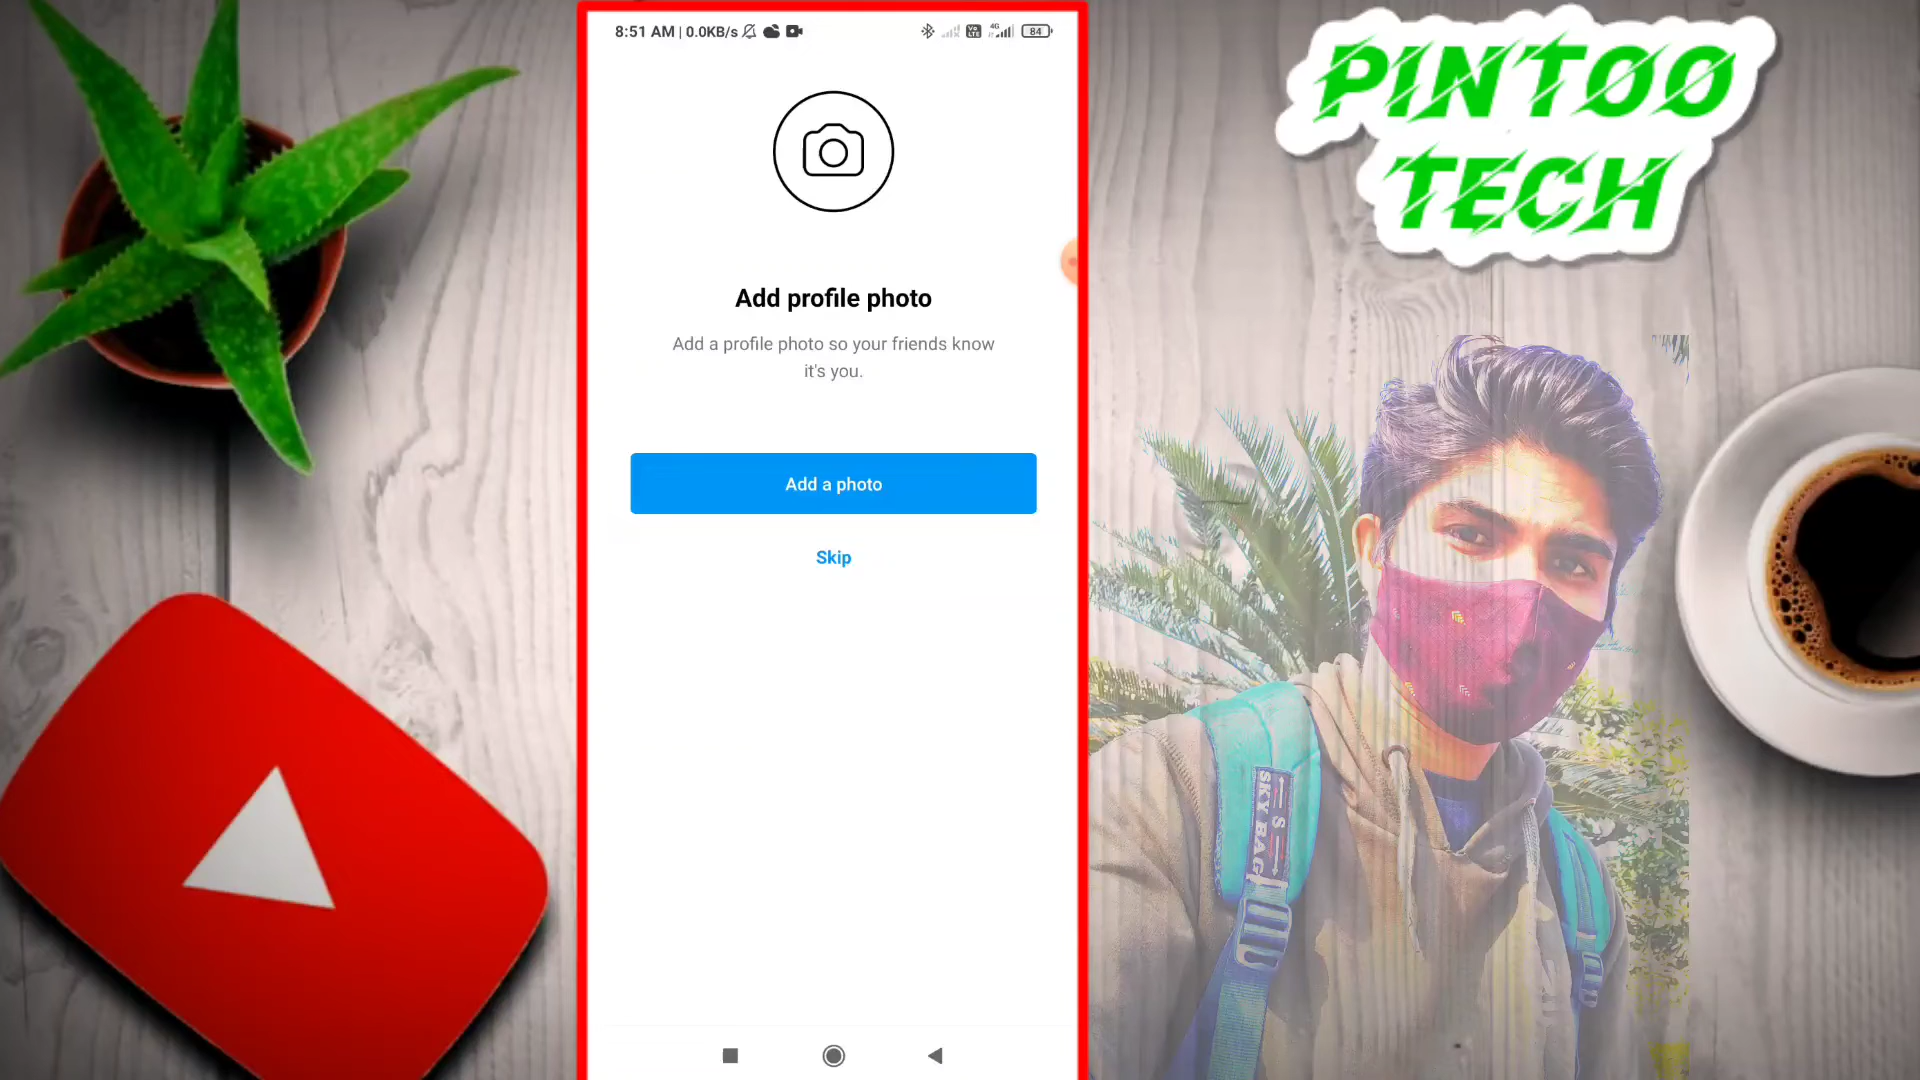 8:51 AM | 0.0KB/s
4G
84
PINTOO
TECH
Add profile photo
Add a profile photo so your friends know
it's you.
Add a photo
Skip
SKY BAG
S